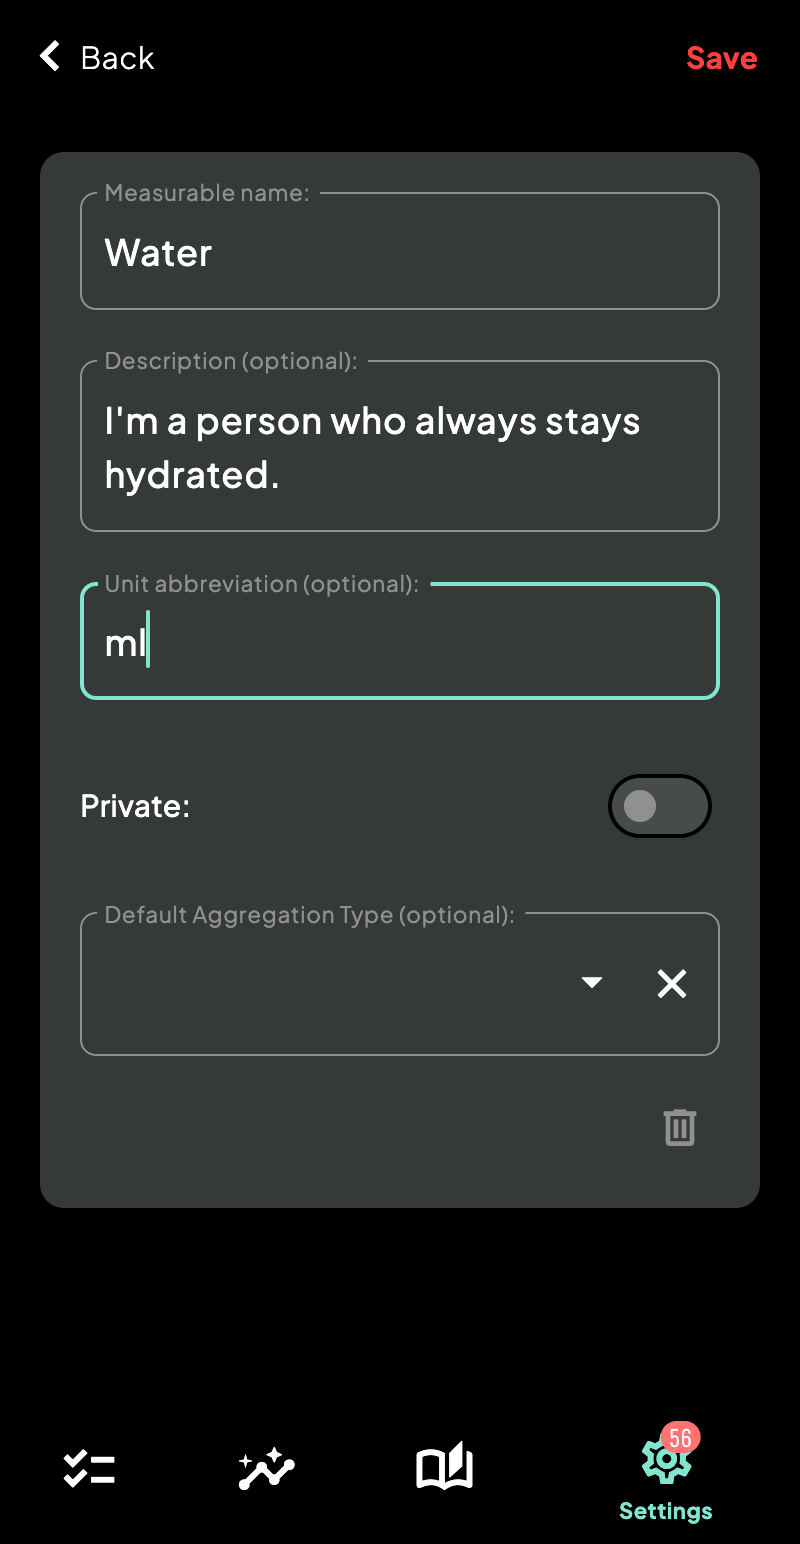 Back
Save
Measurable name:
Water
Description (optional):
I'm a person who always stays
hydrated.
Unit abbreviation (optional):
ml
Private:
Default Aggregation Type (optional):
56
Settings